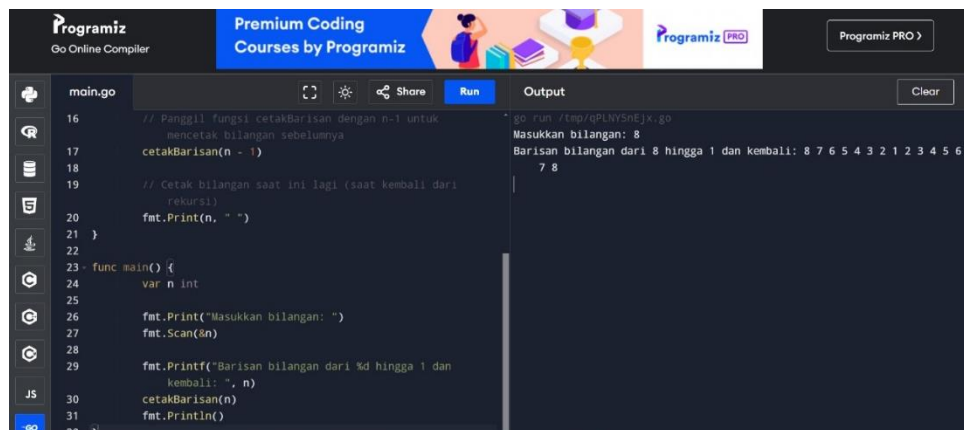 Programiz
Go Online Compiler
Premium Coding
Courses by Programiz
Programiz PRO
Programiz PRO >
main.go
Share
Run
Output
Clear
16 // Panggil fungsi cetakBarisan dengan n-1 untuk
mencetak bilangan sebelumnya
17 cetakBarisan(n - 1)
18
19 // Cetak bilangan saat ini lagi (saat kembali dari
rekursi)
20 fmt.Print(n, " ")
21 }
22
23 func main() {
24 var n int
25
26 fmt.Print("Masukkan bilangan: ")
27 fmt.Scan(&n)
28
29 fmt.Printf("Barisan bilangan dari %d hingga 1 dan
kembali: ", n)
30 cetakBarisan(n)
31 fmt.Println()
JS
GO
go run /tmp/qPLNY5nEjx.go
Masukkan bilangan: 8
Barisan bilangan dari 8 hingga 1 dan kembali: 8 7 6 5 4 3 2 1 2 3 4 5 6
7 8